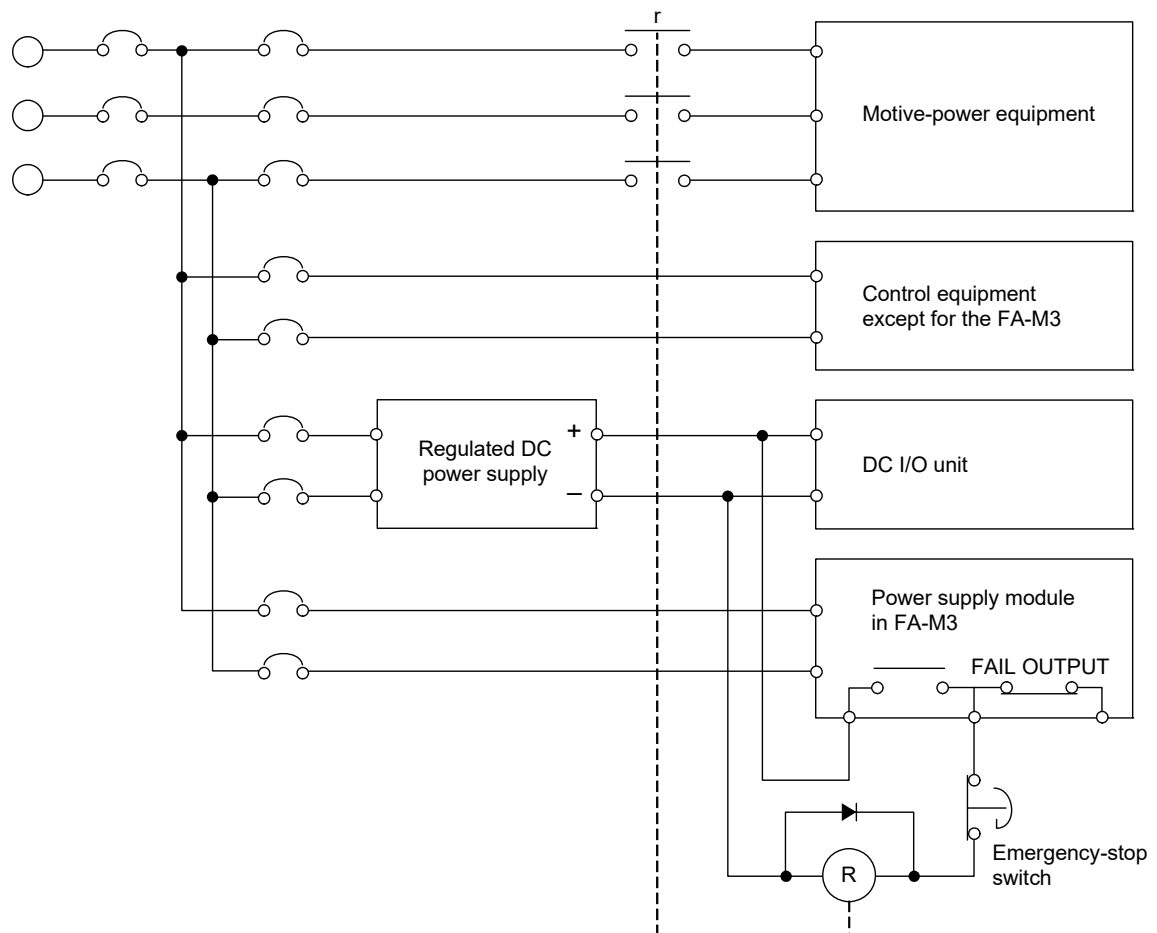 r
Motive-power equipment
Control equipment
except for the FA-M3
Regulated DC
power supply
+
−
DC I/O unit
Power supply module
in FA-M3
FAIL OUTPUT
Emergency-stop
switch
R